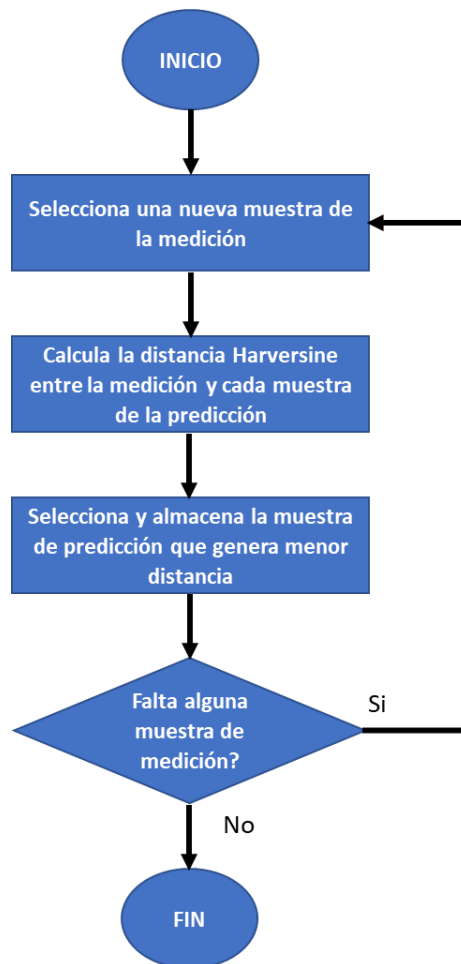 INICIO
Selecciona una nueva muestra de
la medición
Calcula la distancia Harversine
entre la medición y cada muestra
de la predicción
Selecciona y almacena la muestra
de predicción que genera menor
distancia
Falta alguna
muestra de
medición?
Si
No
FIN